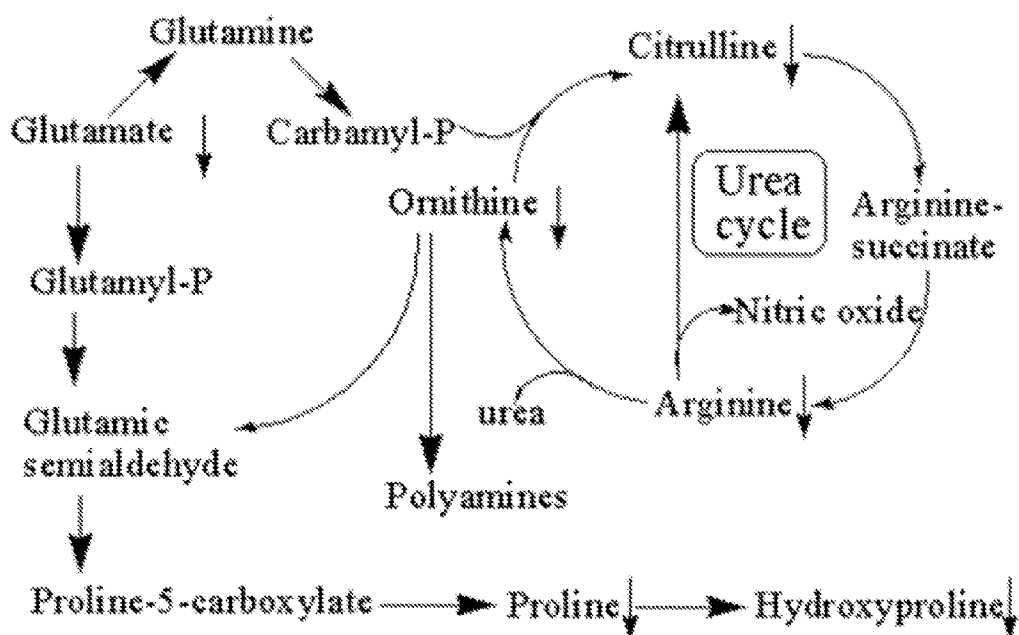 Glutamine
Citrulline
Glutamate
Carbamyl-P
Urea
cycle
Ornithine
Arginine-
succinate
Glutamyl-P
Nitric oxide
Arginine
urea
Glutamic
semialdehyde
Polyamines
Proline-5-carboxylate
Proline
Hydroxyproline